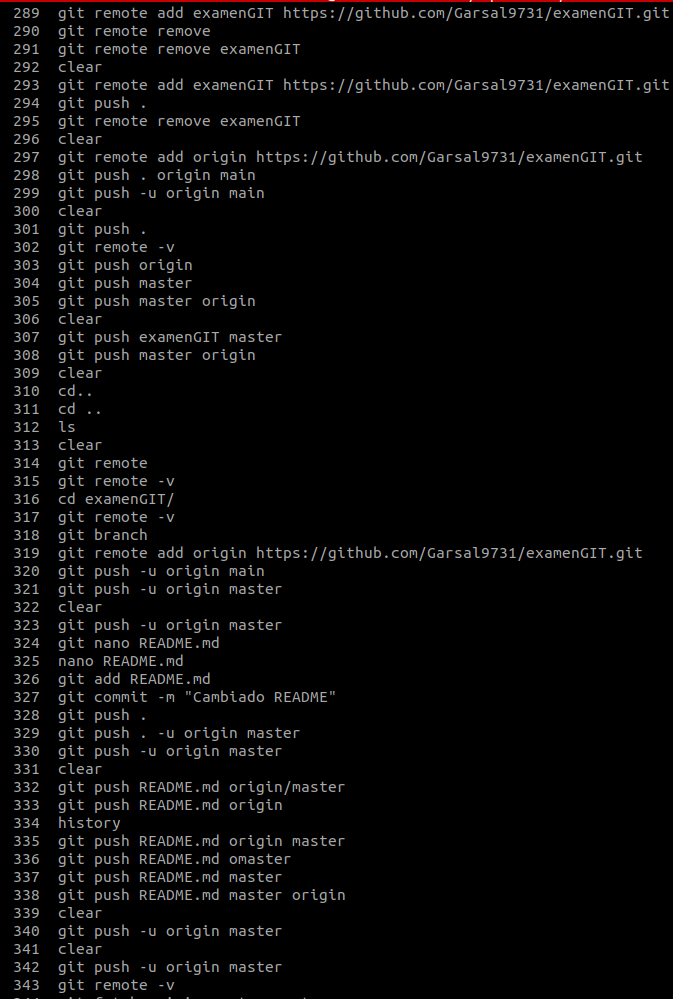 289 git remote add examenGIT https://github.com/Garsal9731/examenGIT.git
290 git remote remove
291 git remote remove examenGIT
292 clear
293 git remote add examenGIT https://github.com/Garsal9731/examenGIT.git
294 git push .
295 git remote remove examenGIT
296 clear
297 git remote add origin https://github.com/Garsal9731/examenGIT.git
298 git push . origin main
299 git push -u origin main
300 clear
301 git push .
302 git remote -v
303 git push origin
304 git push master
305 git push master origin
306 clear
307 git push examenGIT master
308 git push master origin
309 clear
310 cd..
311 cd ..
312 ls
313 clear
314 git remote
315 git remote -v
316 cd examenGIT/
317 git remote -v
318 git branch
319 git remote add origin https://github.com/Garsal9731/examenGIT.git
320 git push -u origin main
321 git push -u origin master
322 clear
323 git push -u origin master
324 git nano README.md
325 nano README.md
326 git add README.md
327 git commit -m "Cambiado README"
328 git push .
329 git push . -u origin master
330 git push -u origin master
331 clear
332 git push README.md origin/master
333 git push README.md origin
334 history
335 git push README.md origin master
336 git push README.md omaster
337 git push README.md master
338 git push README.md master origin
339 clear
340 git push -u origin master
341 clear
342 git push -u origin master
343 git remote -v